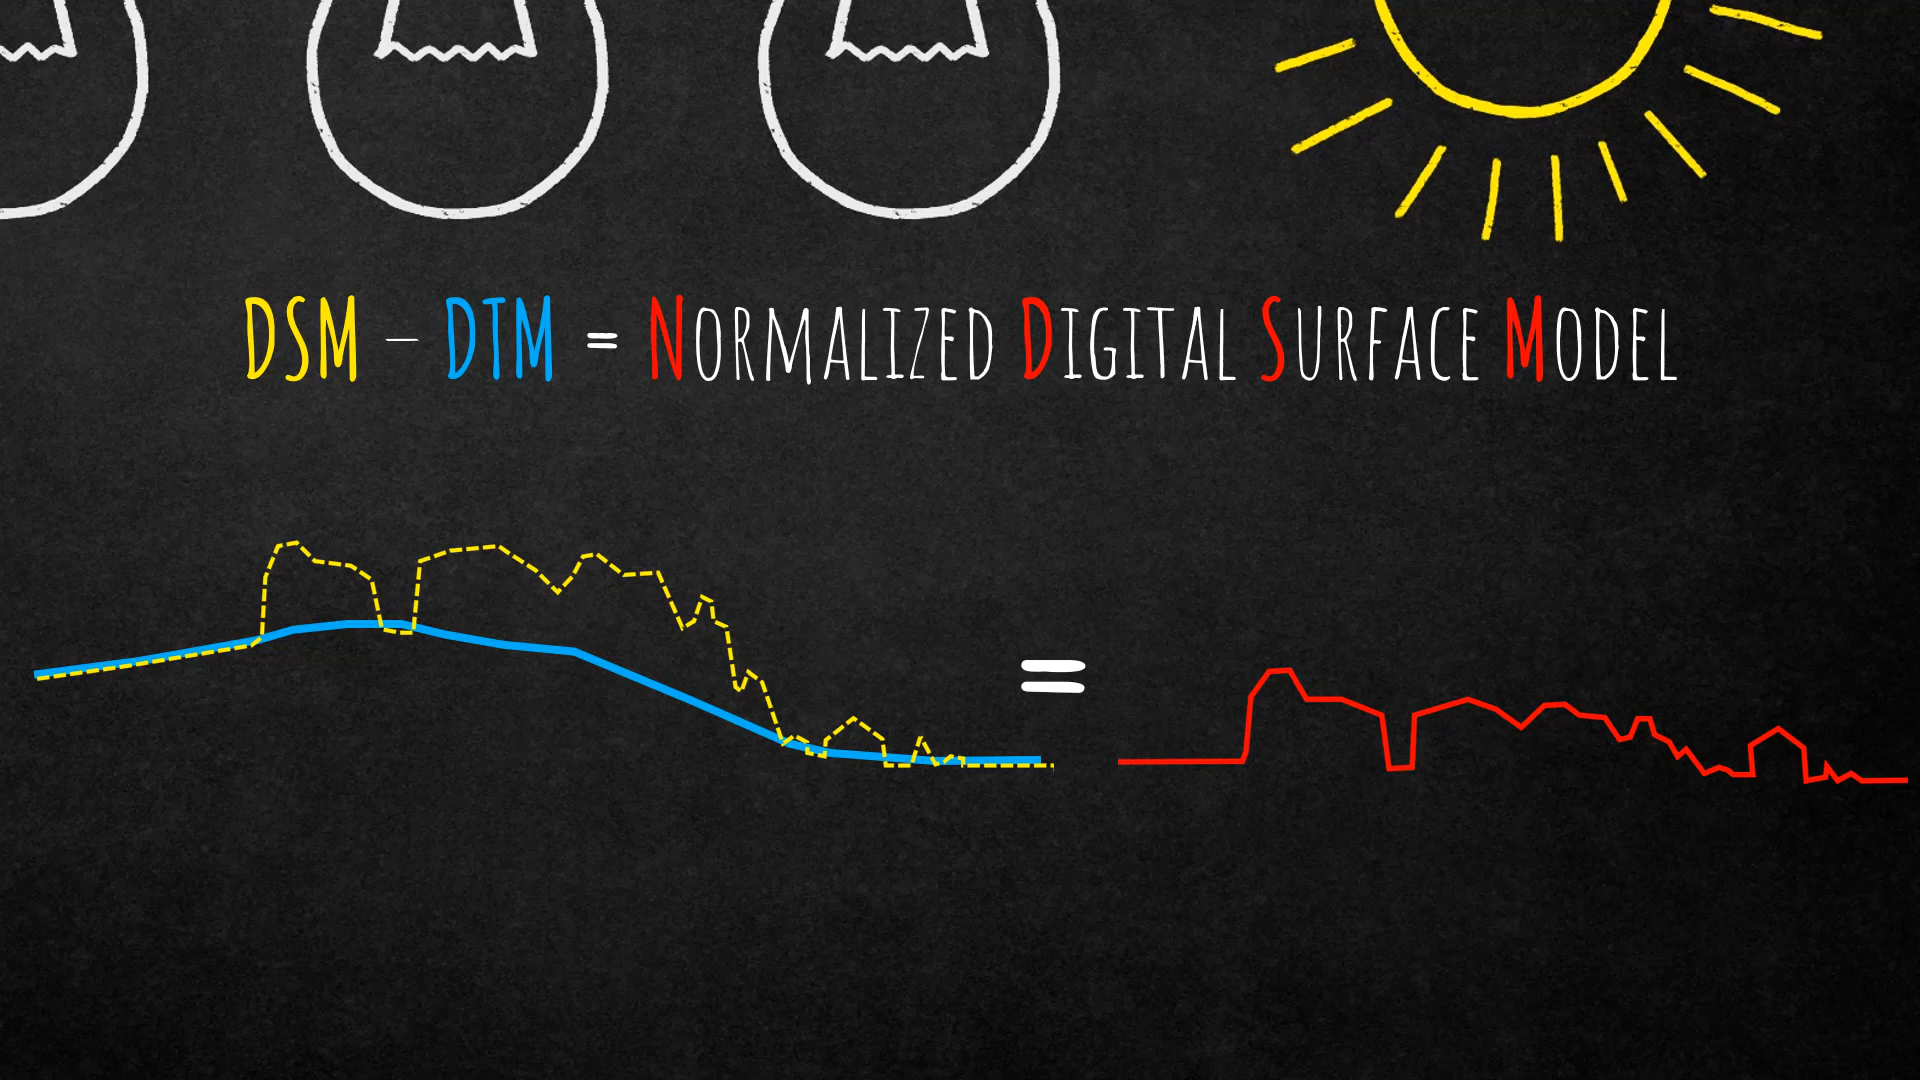 DSM – DTM = NORMALIZED DIGITAL SURFACE MODEL
=